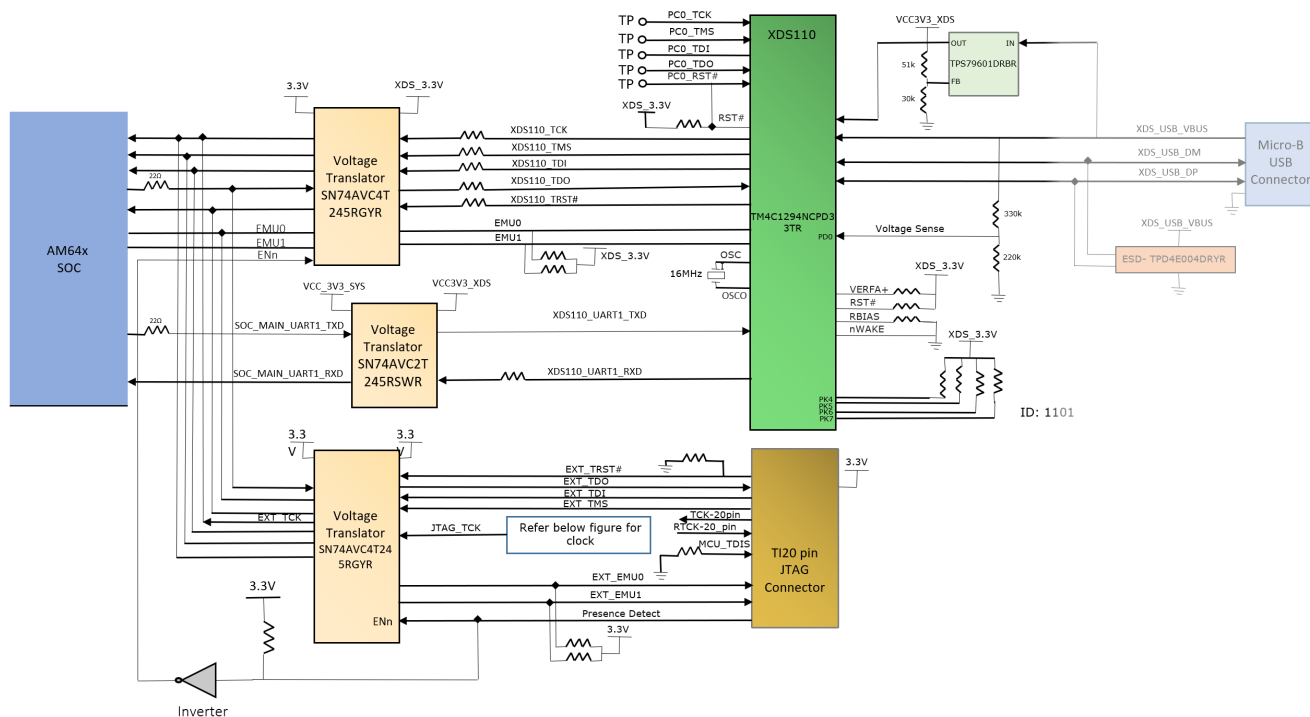 TP
PC0_TCK
TP
PC0_TMS
TP
PC0_TDI
TP
PC0_TDO
TP
PC0_RST#
XDS_3.3V
RST#
XDS110
TM4C1294NCPD3
3TR
PD0
PK4
PK5
PK6
PK7
VCC3V3_XDS
51k
30k
OUT
IN
TPS79601DRBR
FB
XDS_USB_VBUS
XDS_USB_DM
XDS_USB_DP
Micro-B
USB
Connector
330k
220k
Voltage Sense
XDS_USB_VBUS
ESD- TPD4E004DRYR
3.3V
XDS_3.3V
Voltage
Translator
SN74AVC4T
245RGYR
XDS110_TCK
XDS110_TMS
XDS110_TDI
XDS110_TDO
XDS110_TRST#
EMU0
EMU1
XDS_3.3V
22Ω
EMU0
EMU1
ENn
AM64x
SOC
OSC
16MHz
OSCO
XDS_3.3V
VERFA+
RST#
RBIAS
nWAKE
XDS_3.3V
ID: 1101
VCC_3V3_SYS
VCC3V3_XDS
22Ω
SOC_MAIN_UART1_TXD
SOC_MAIN_UART1_RXD
Voltage
Translator
SN74AVC2T
245RSWR
XDS110_UART1_TXD
XDS110_UART1_RXD
3.3
V
3.3
V
Voltage
Translator
SN74AVC4T24
5RGYR
ENn
EXT_TCK
EXT_TRST#
EXT_TDO
EXT_TDI
EXT_TMS
JTAG_TCK
Refer below figure for
clock
TCK-20pin
RTCK-20_pin
MCU_TDIS
EXT_EMU0
EXT_EMU1
Presence Detect
3.3V
TI20 pin
JTAG
Connector
3.3V
3.3V
Inverter